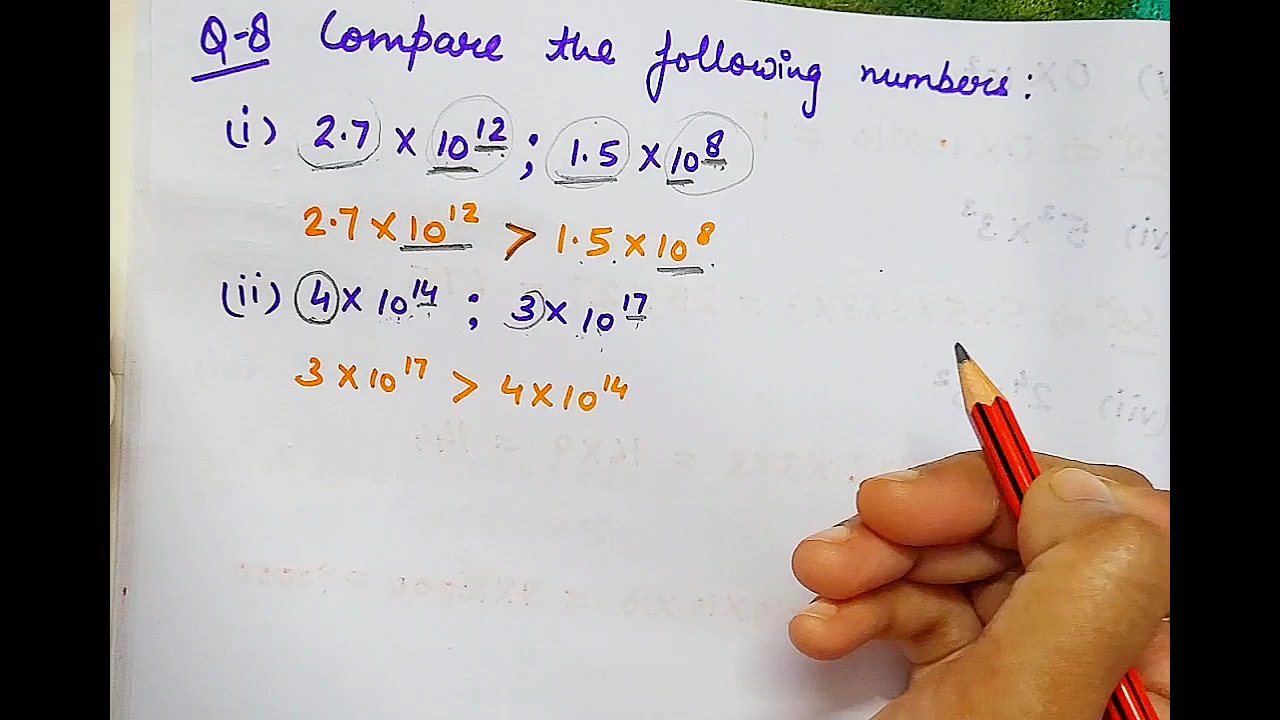 Q-8 Compare the following numbers:
(i) 2.7 × 10¹² ; 1.5 × 10⁸
2.7 × 10¹² > 1.5 × 10⁸
(ii) 4 × 10¹⁴ ; 3 × 10¹⁷
3 × 10¹⁷ > 4 × 10¹⁴